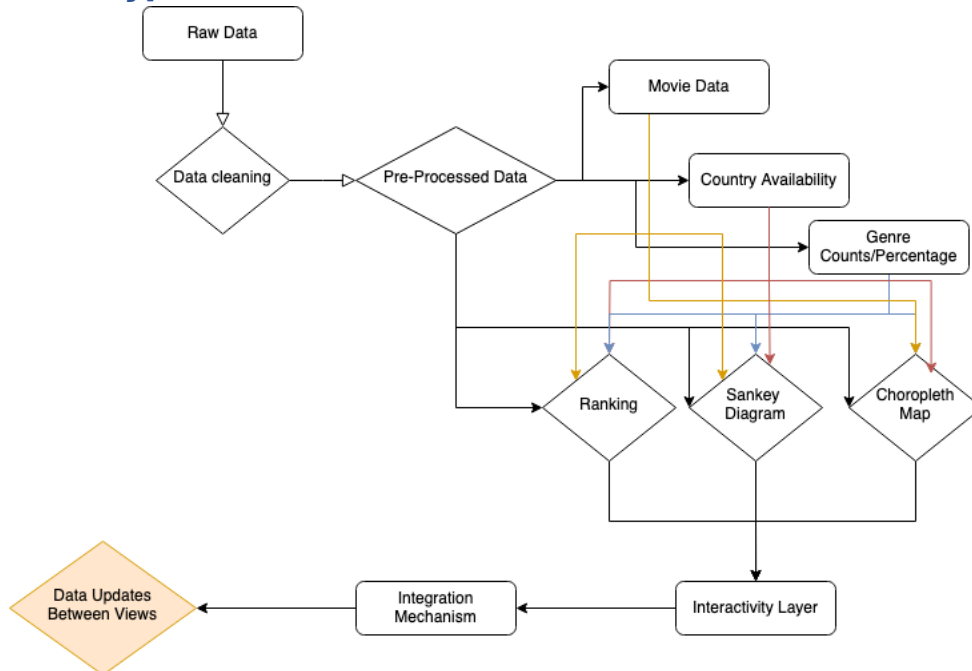 Raw Data
Movie Data
Data cleaning
Pre-Processed Data
Country Availability
Genre
Counts/Percentage
Ranking
Sankey
Diagram
Choropleth
Map
Data Updates
Between Views
Integration
Mechanism
Interactivity Layer